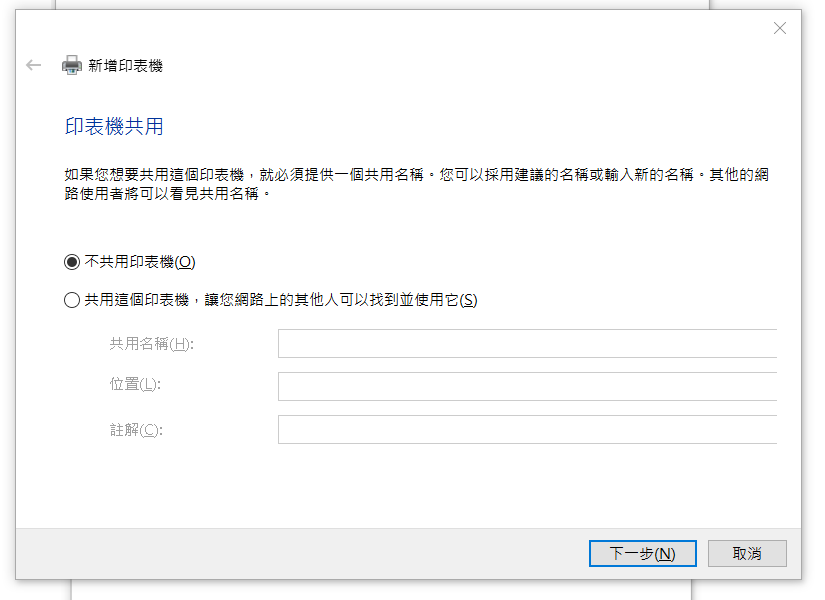 新增印表機
印表機共用
如果您想要共用這個印表機，就必須提供一個共用名稱。您可以採用建議的名稱或輸入新的名稱。其他的網
路使用者將可以看見共用名稱。
不共用印表機(O)
共用這個印表機，讓您網路上的其他人可以找到並使用它(S)
共用名稱(H):
位置(L):
註解(C):
下一步(N)
取消